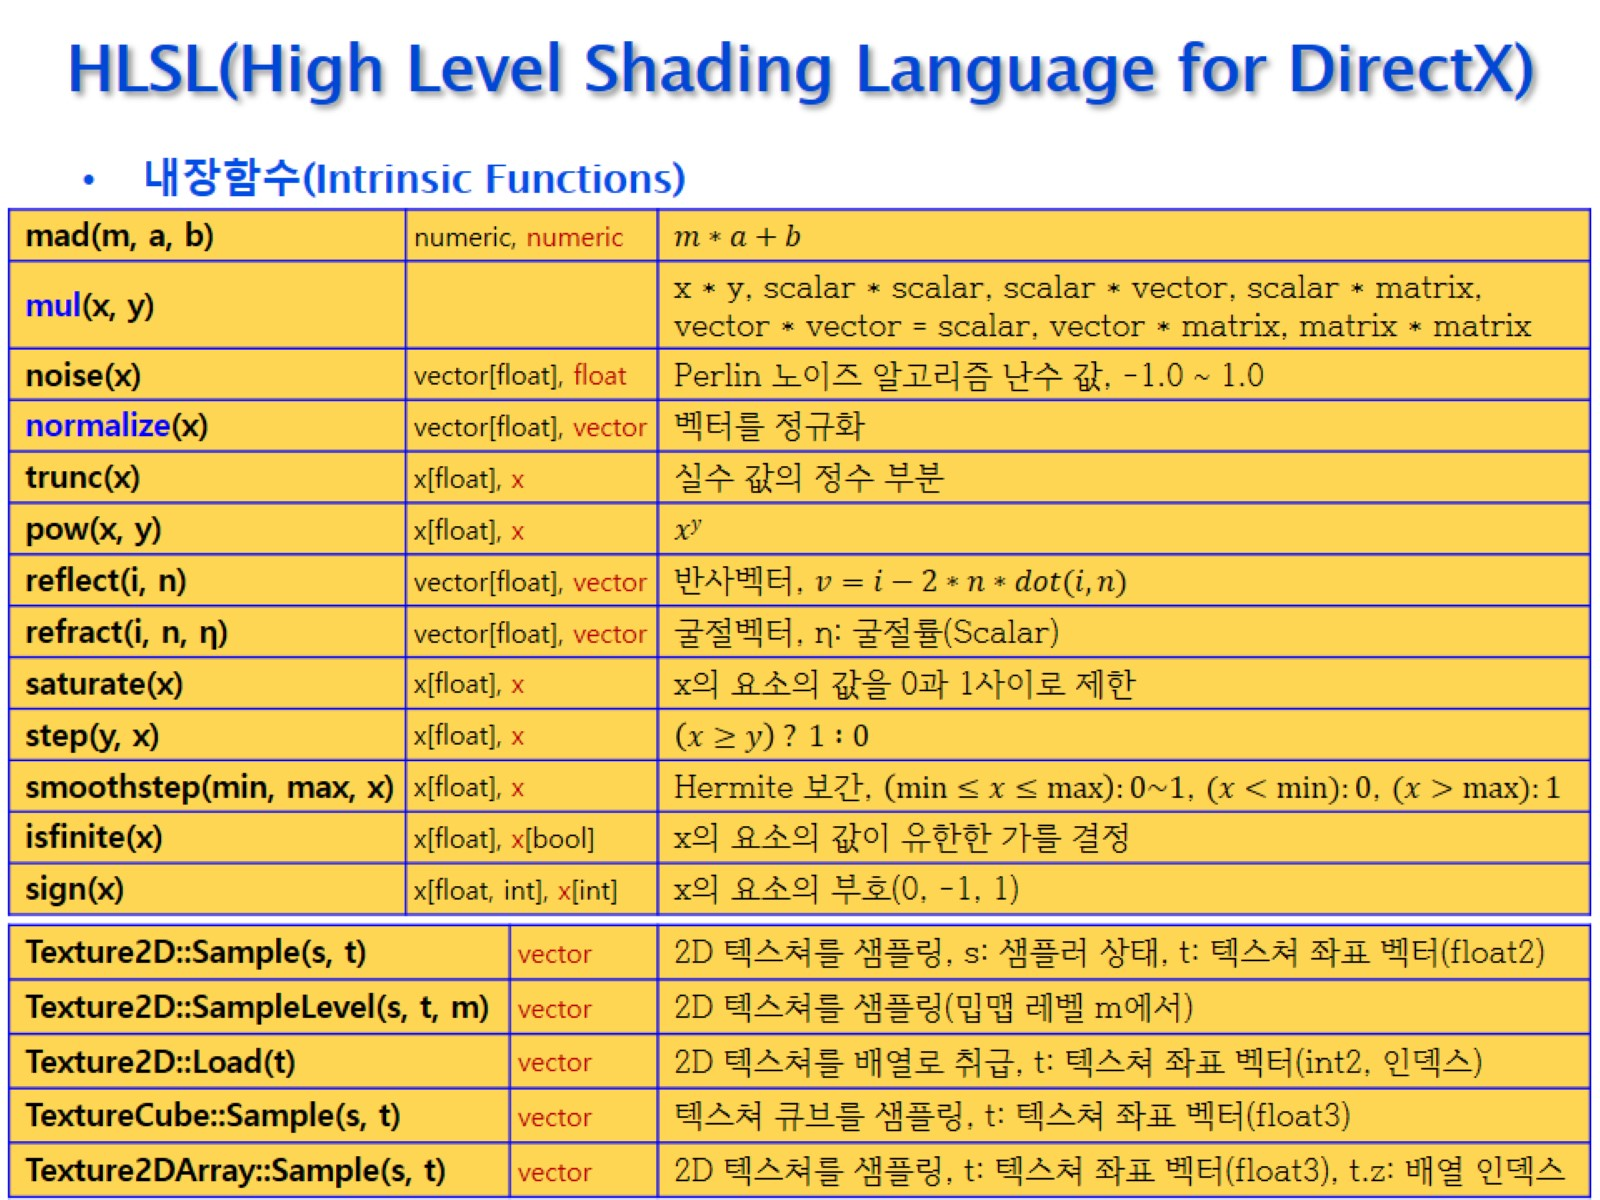 HLSL(High Level Shading Language for DirectX)
• 내장함수(Intrinsic Functions)
mad(m, a, b) numeric, numeric m * a + b
mul(x, y) x * y, scalar * scalar, scalar * vector, scalar * matrix,
vector * vector = scalar, vector * matrix, matrix * matrix
noise(x) vector[float], float Perlin 노이즈 알고리즘 난수 값, -1.0 ~ 1.0
normalize(x) vector[float], vector 벡터를 정규화
trunc(x) x[float], x 실수 값의 정수 부분
pow(x, y) x[float], x x^y
reflect(i, n) vector[float], vector 반사벡터, v = i − 2 * n * dot(i, n)
refract(i, n, η) vector[float], vector 굴절벡터, η: 굴절률(Scalar)
saturate(x) x[float], x x의 요소의 값을 0과 1사이로 제한
step(y, x) x[float], x (x ≥ y) ? 1 : 0
smoothstep(min, max, x) x[float], x Hermite 보간, (min ≤ x ≤ max): 0~1, (x < min): 0, (x > max): 1
isfinite(x) x[float], x[bool] x의 요소의 값이 유한한 가를 결정
sign(x) x[float, int], x[int] x의 요소의 부호(0, -1, 1)
Texture2D::Sample(s, t) vector 2D 텍스쳐를 샘플링, s: 샘플러 상태, t: 텍스쳐 좌표 벡터(float2)
Texture2D::SampleLevel(s, t, m) vector 2D 텍스쳐를 샘플링(밉맵 레벨 m에서)
Texture2D::Load(t) vector 2D 텍스쳐를 배열로 취급, t: 텍스쳐 좌표 벡터(int2, 인덱스)
TextureCube::Sample(s, t) vector 텍스쳐 큐브를 샘플링, t: 텍스쳐 좌표 벡터(float3)
Texture2DArray::Sample(s, t) vector 2D 텍스쳐를 샘플링, t: 텍스쳐 좌표 벡터(float3), t.z: 배열 인덱스